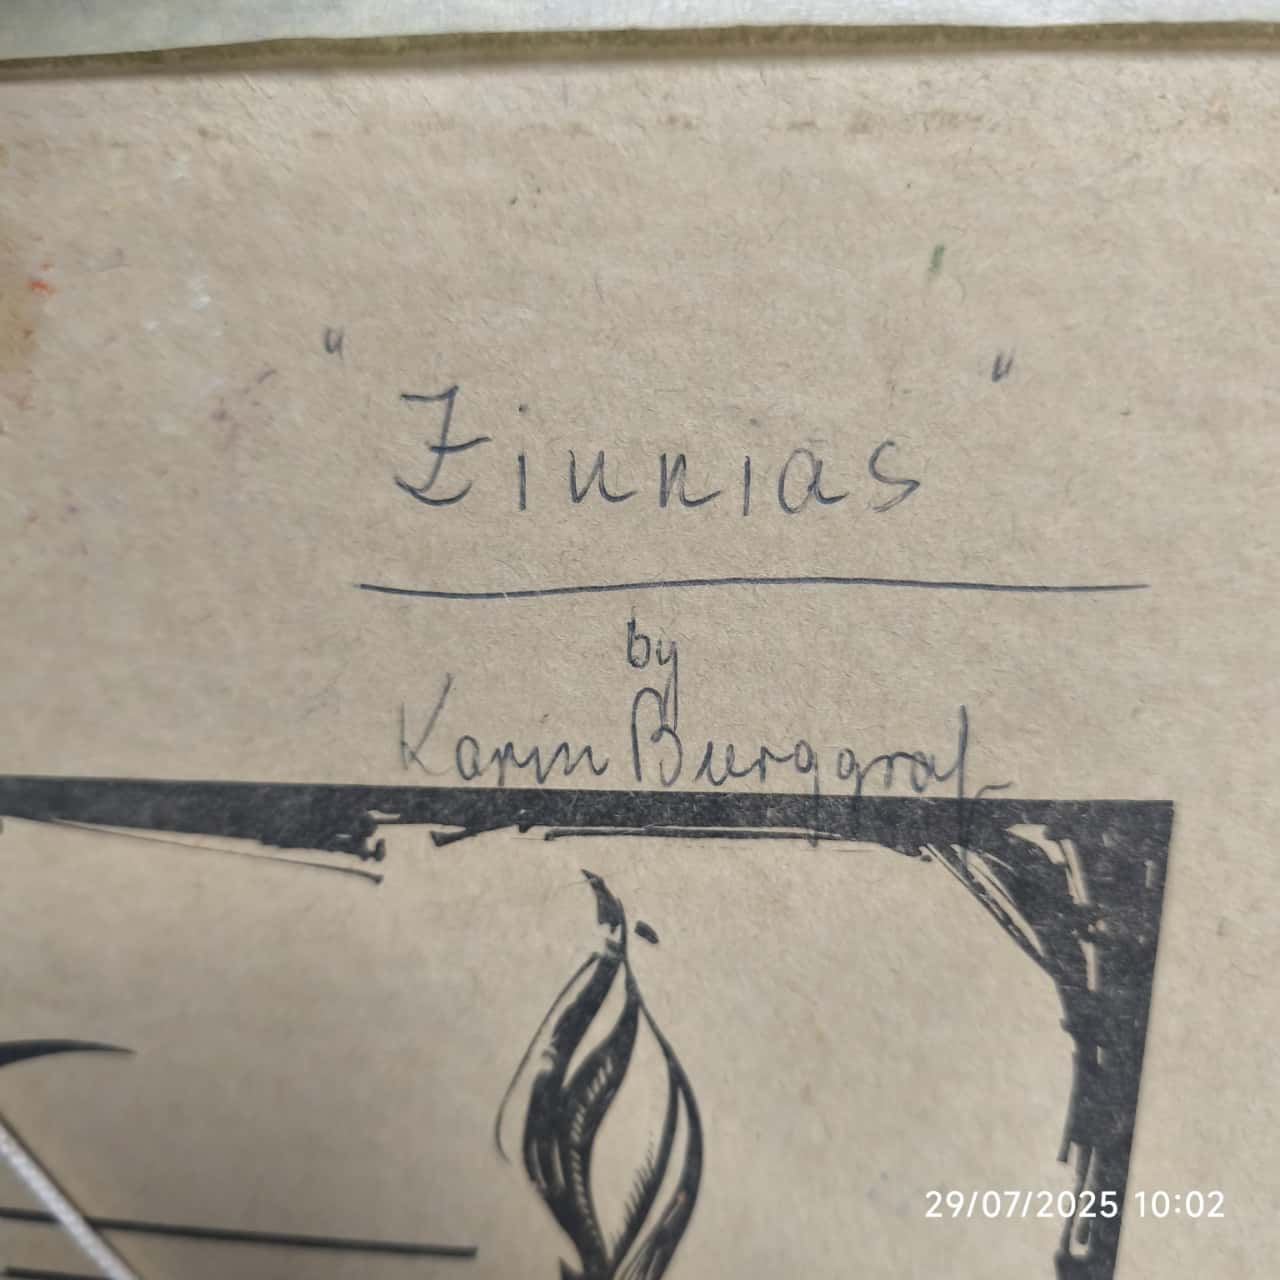 "Zinnias"
by
Karin Burggraf
29/07/2025 10:02